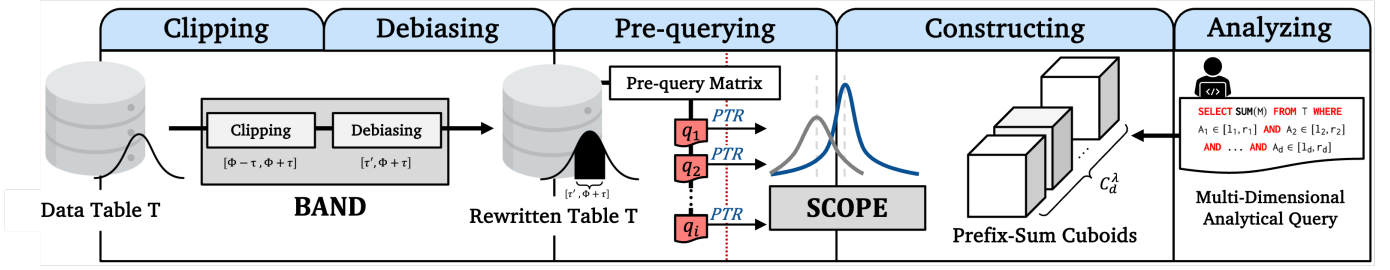 Clipping
Debiasing
Pre-querying
Constructing
Analyzing
Data Table T
Clipping
Debiasing
[Φ − τ , Φ + τ]
[τ′, Φ + τ]
BAND
[τ′, Φ + τ]
Rewritten Table T
Pre-query Matrix
q1 PTR
q2 PTR
qi PTR
SCOPE
...
C_d^λ
Prefix-Sum Cuboids
</>
SELECT SUM(M) FROM T WHERE
A1 ∈ [l1, r1] AND A2 ∈ [l2, r2]
AND ... AND Ad ∈ [ld, rd]
Multi-Dimensional
Analytical Query